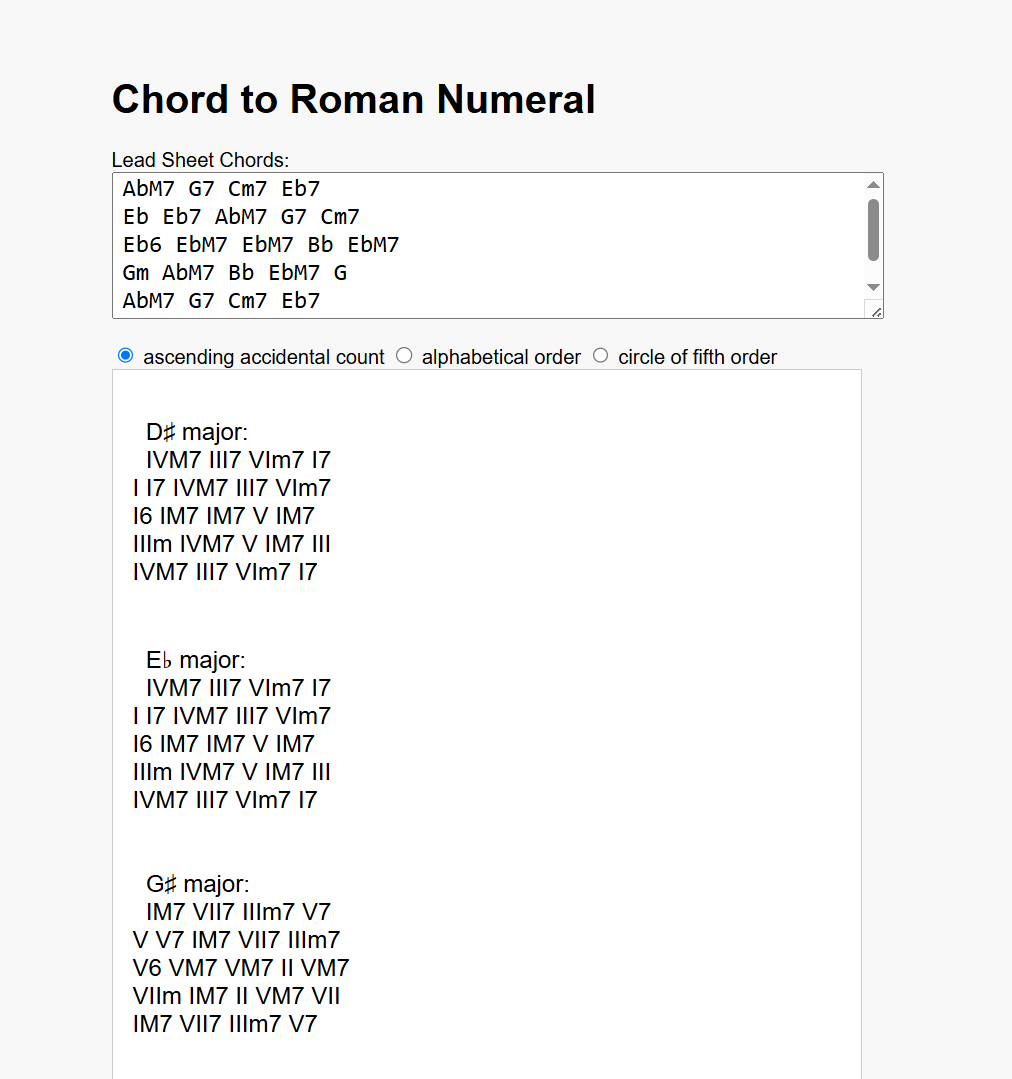 Chord to Roman Numeral
Lead Sheet Chords:
AbM7 G7 Cm7 Eb7
Eb Eb7 AbM7 G7 Cm7
Eb6 EbM7 EbM7 Bb EbM7
Gm AbM7 Bb EbM7 G
AbM7 G7 Cm7 Eb7
ascending accidental count alphabetical order circle of fifth order
D♯ major:
IVM7 III7 VIm7 I7
I I7 IVM7 III7 VIm7
I6 IM7 IM7 V IM7
IIIm IVM7 V IM7 III
IVM7 III7 VIm7 I7
E♭ major:
IVM7 III7 VIm7 I7
I I7 IVM7 III7 VIm7
I6 IM7 IM7 V IM7
IIIm IVM7 V IM7 III
IVM7 III7 VIm7 I7
G♯ major:
IM7 VII7 IIIm7 V7
V V7 IM7 VII7 IIIm7
V6 VM7 VM7 II VM7
VIIm IM7 II VM7 VII
IM7 VII7 IIIm7 V7